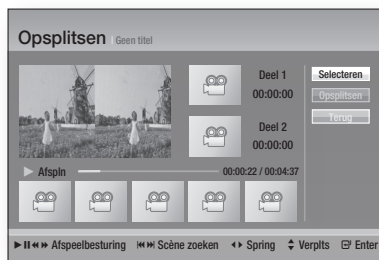 Opsplitsen | Geen titel
Deel 1
00:00:00
Deel 2
00:00:00
Selecteren
Opsplitsen
Terug
► Afspln
00:00:22 / 00:04:37
►II◄◄ ►► Afspeelbesturing |◄◄ ►►| Scène zoeken ◄► Spring ▲▼ Verplts Enter